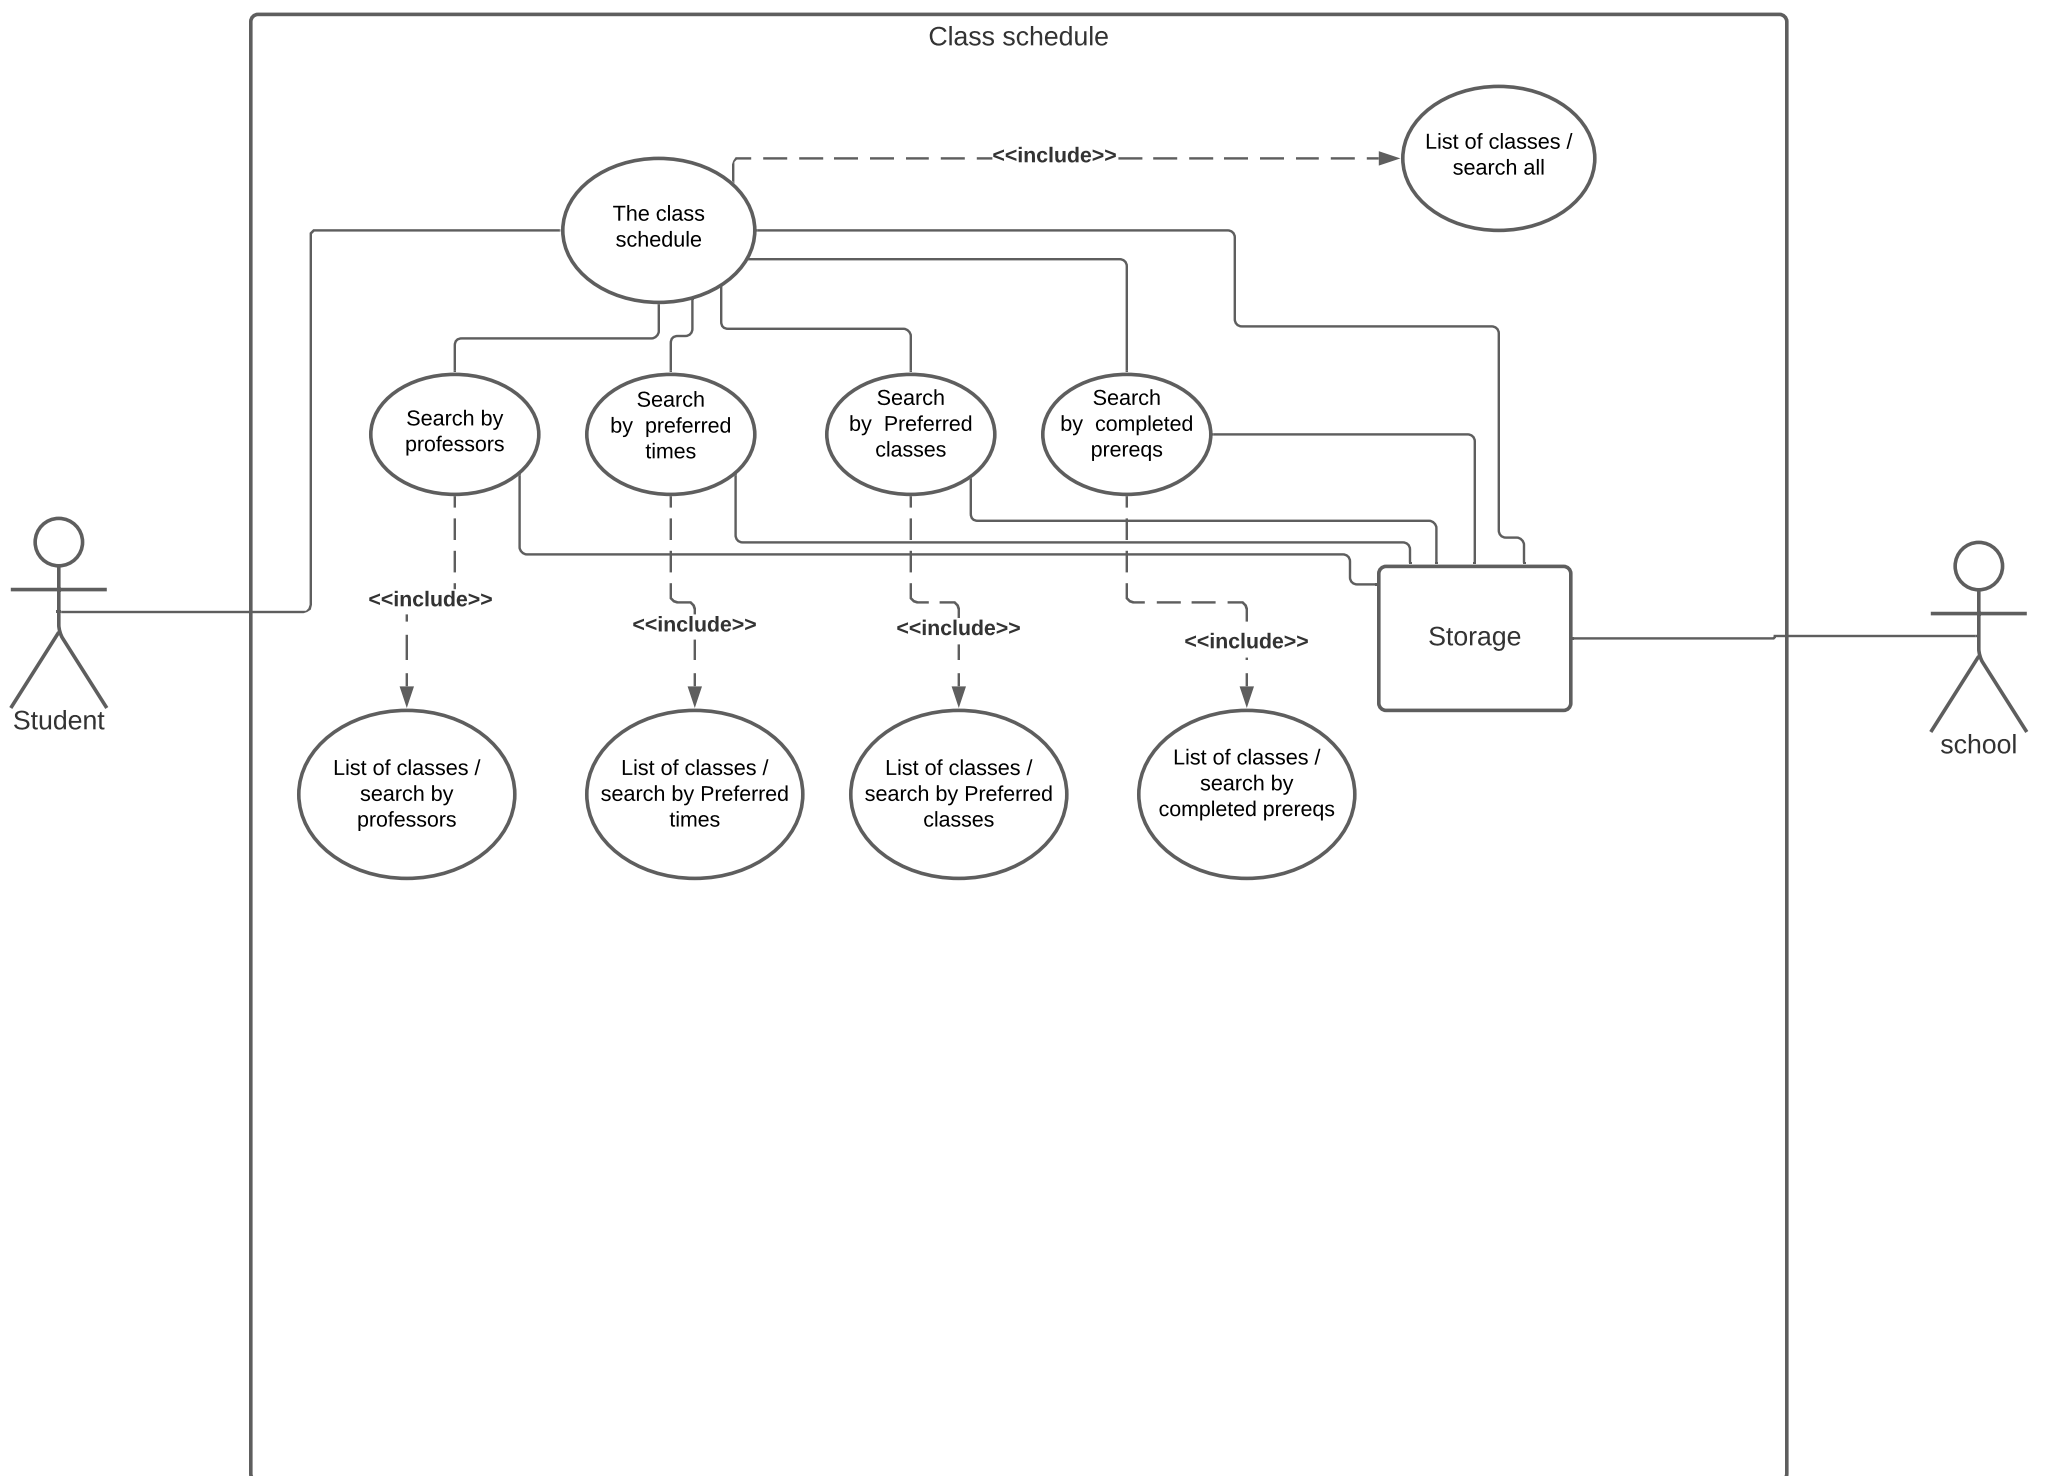 Class schedule
List of classes /
search all
<<include>>
The class
schedule
Search by
professors
Search
by  preferred
times
Search
by  Preferred
classes
Search
by  completed
prereqs
<<include>>
<<include>>
<<include>>
<<include>>
Storage
Student
school
List of classes /
search by
professors
List of classes /
search by Preferred
times
List of classes /
search by Preferred
classes
List of classes /
search by
completed prereqs